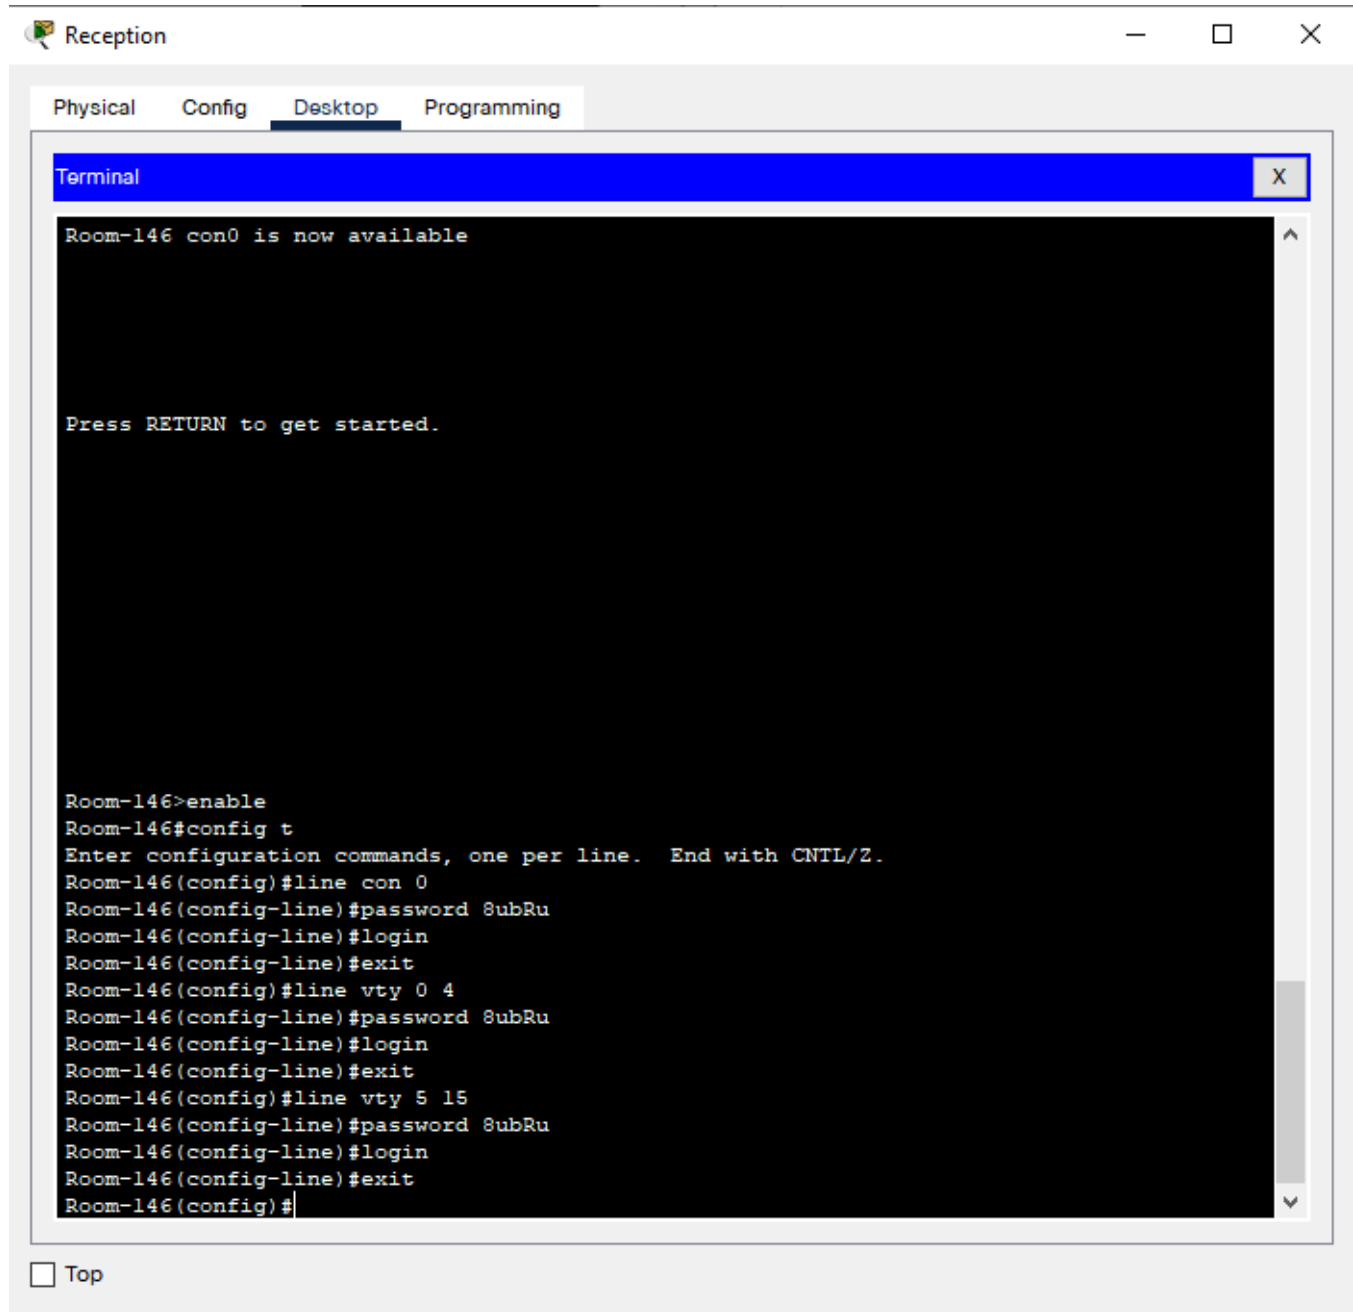 Reception
Physical Config Desktop Programming
Terminal
X
Room-146 con0 is now available
Press RETURN to get started.
Room-146>enable
Room-146#config t
Enter configuration commands, one per line.  End with CNTL/Z.
Room-146(config)#line con 0
Room-146(config-line)#password 8ubRu
Room-146(config-line)#login
Room-146(config-line)#exit
Room-146(config)#line vty 0 4
Room-146(config-line)#password 8ubRu
Room-146(config-line)#login
Room-146(config-line)#exit
Room-146(config)#line vty 5 15
Room-146(config-line)#password 8ubRu
Room-146(config-line)#login
Room-146(config-line)#exit
Room-146(config)#
Top